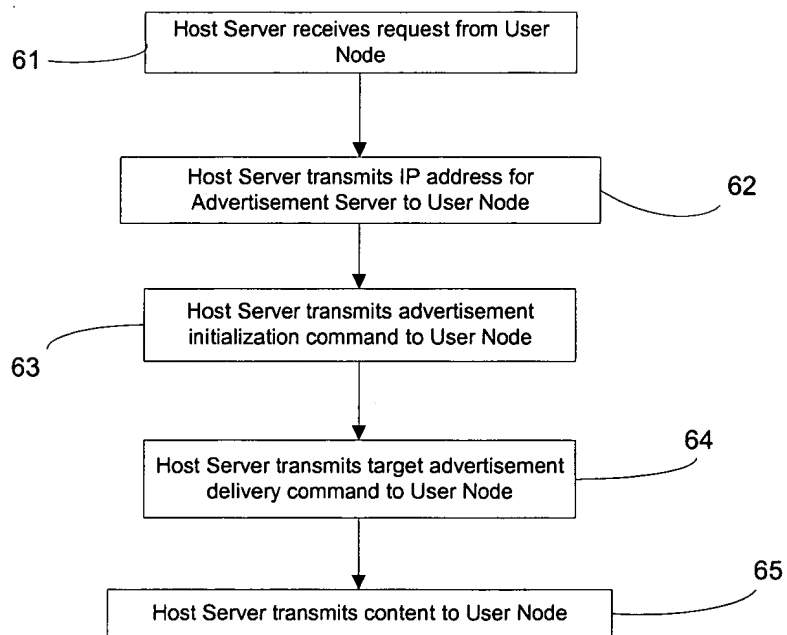 Host Server receives request from User
Node
61
Host Server transmits IP address for
Advertisement Server to User Node
62
Host Server transmits advertisement
initialization command to User Node
63
Host Server transmits target advertisement
delivery command to User Node
64
Host Server transmits content to User Node
65